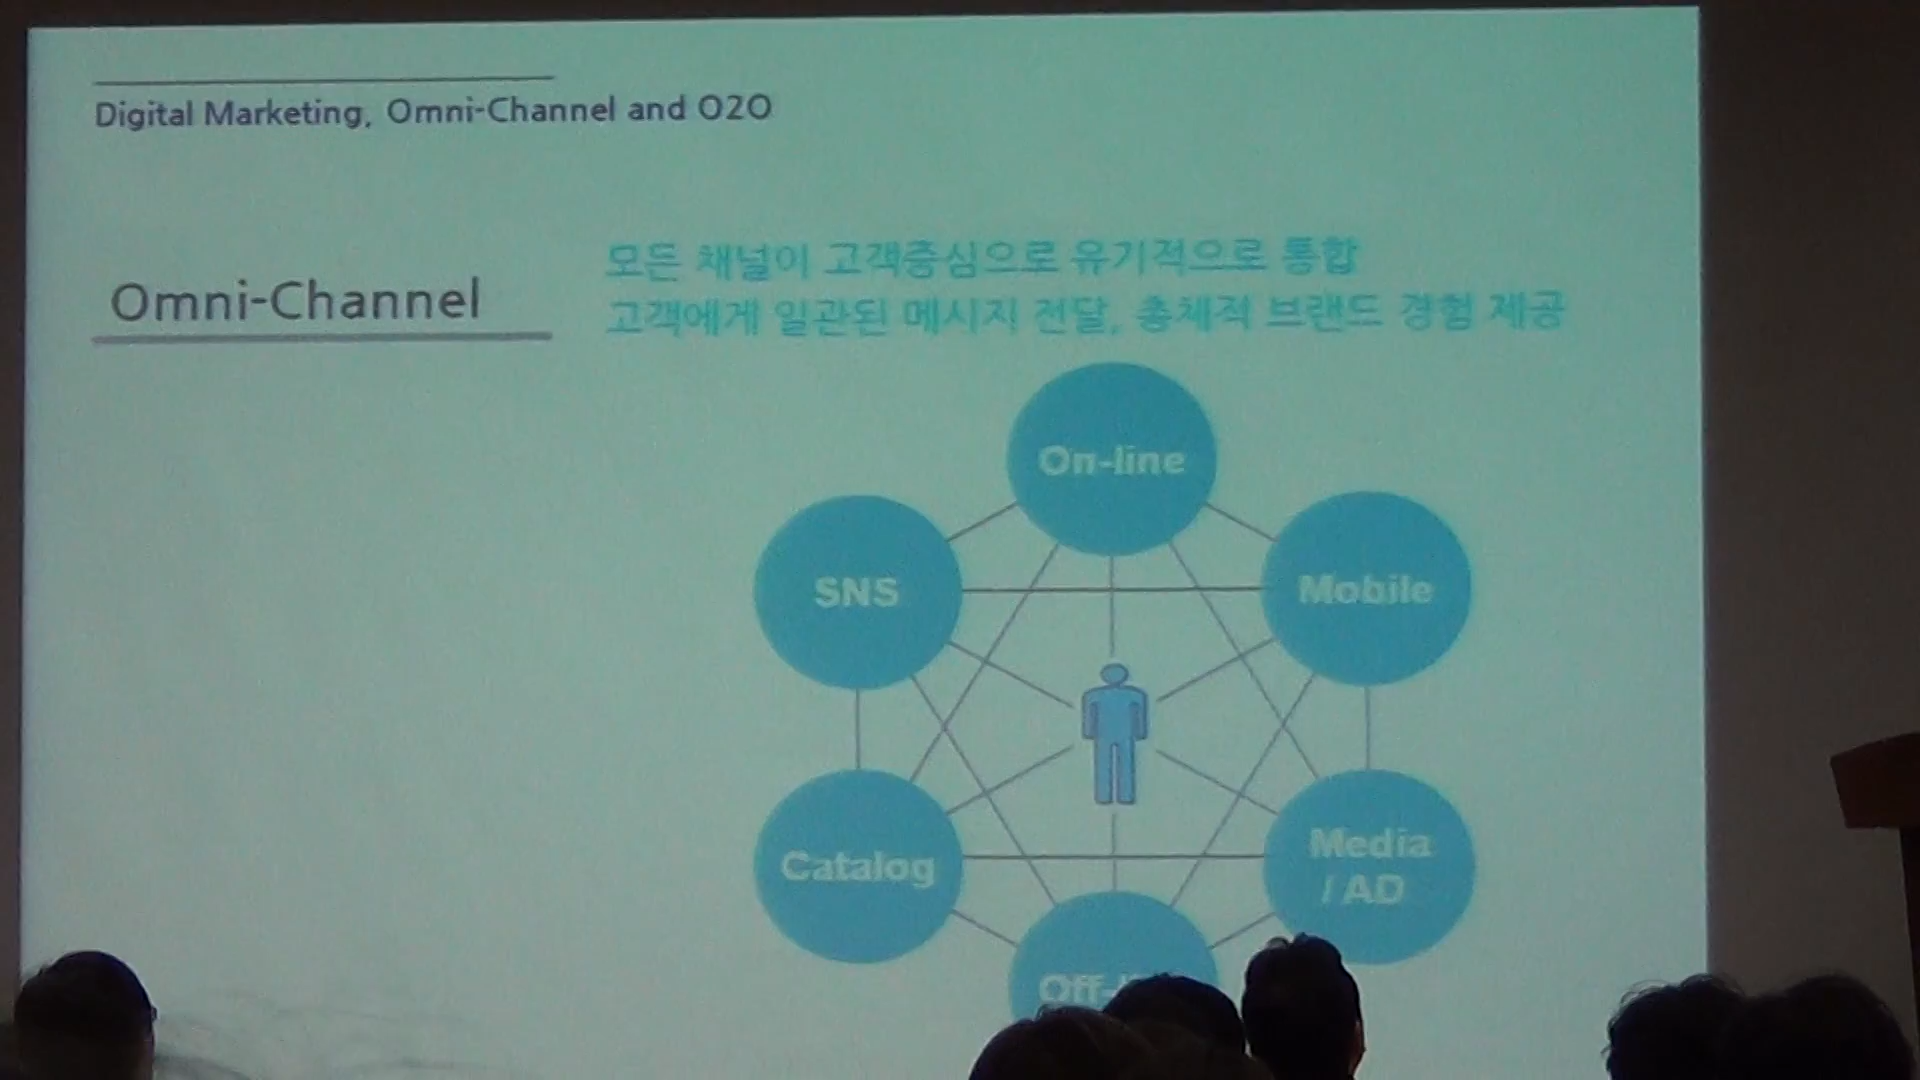 Digital Marketing, Omni-Channel and O2O
Omni-Channel
모든 채널이 고객중심으로 유기적으로 통합
고객에게 일관된 메시지 전달, 총체적 브랜드 경험 제공
On-line
SNS
Mobile
Catalog
Media
/ AD